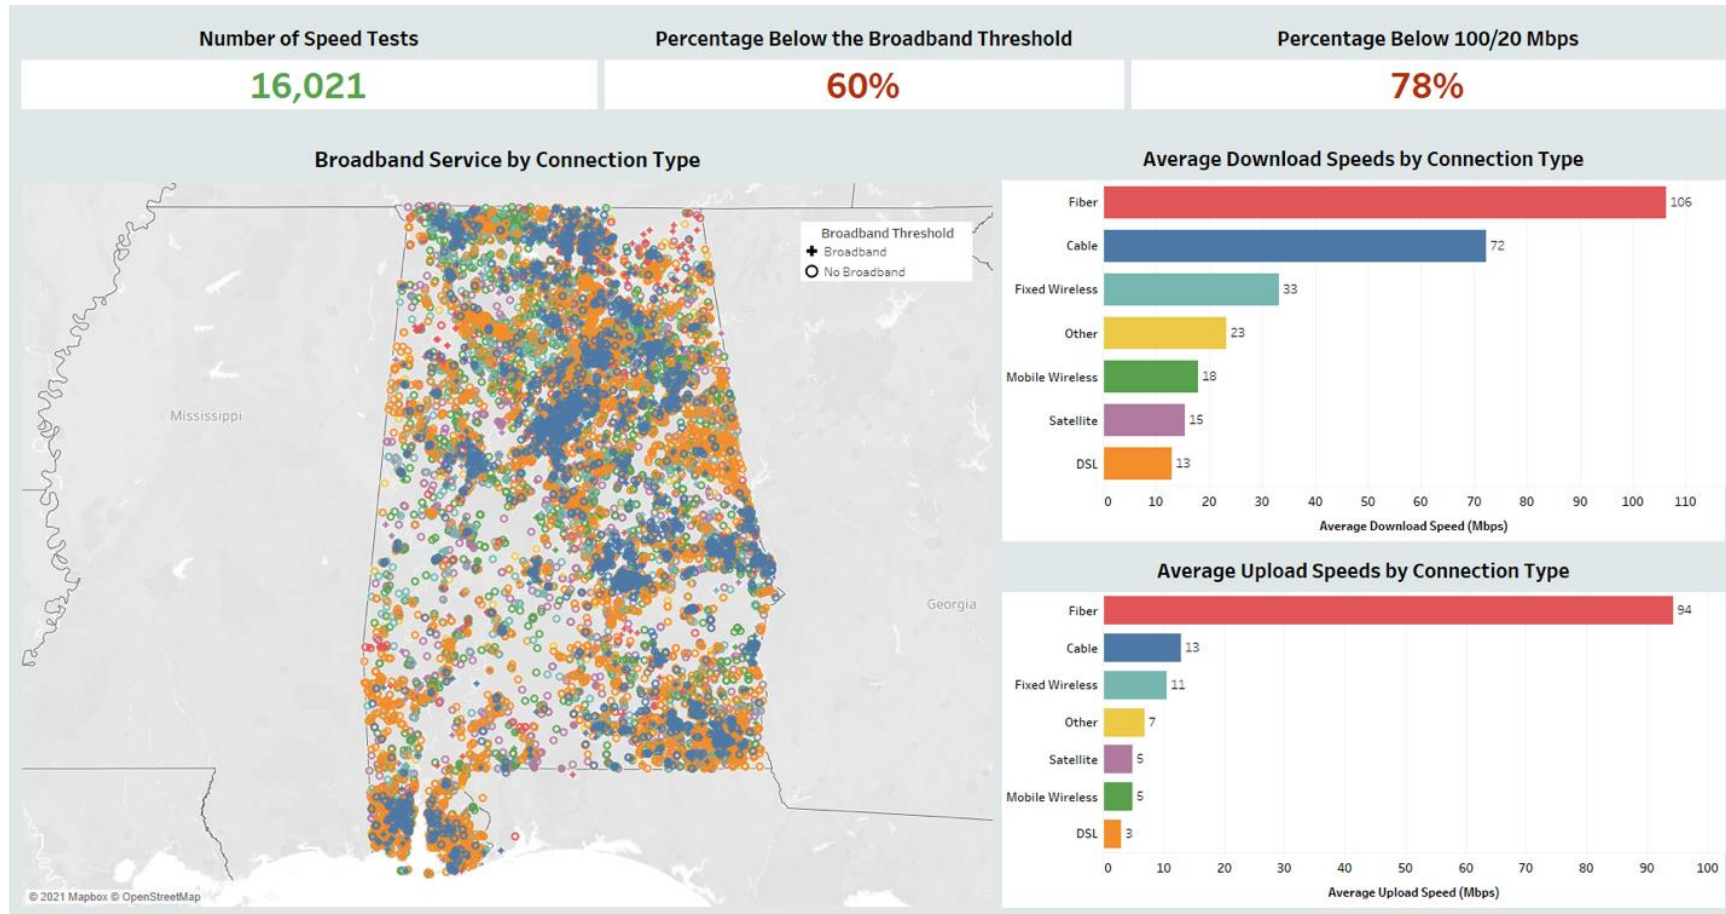 Number of Speed Tests
Percentage Below the Broadband Threshold
Percentage Below 100/20 Mbps
16,021
60%
78%
Broadband Service by Connection Type
Broadband Threshold
Broadband
No Broadband
Mississippi
Georgia
© 2021 Mapbox © OpenStreetMap
Average Download Speeds by Connection Type
Fiber 106
Cable 72
Fixed Wireless 33
Other 23
Mobile Wireless 18
Satellite 15
DSL 13
0 10 20 30 40 50 60 70 80 90 100 110
Average Download Speed (Mbps)
Average Upload Speeds by Connection Type
Fiber 94
Cable 13
Fixed Wireless 11
Other 7
Satellite 5
Mobile Wireless 5
DSL 3
0 10 20 30 40 50 60 70 80 90 100
Average Upload Speed (Mbps)